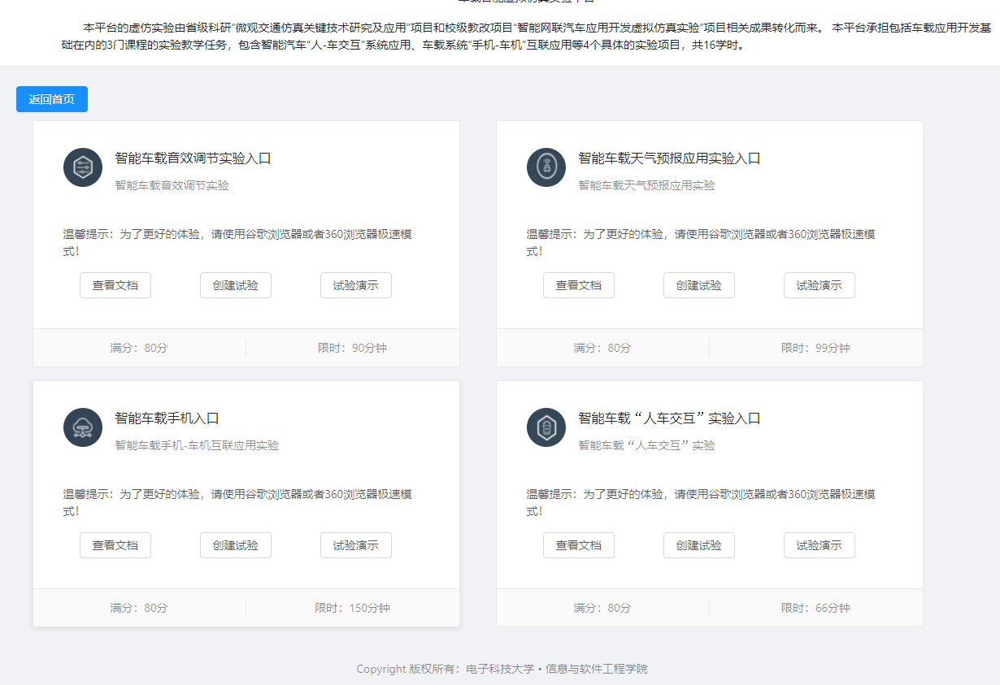 本平台的虚仿实验由省级科研“微观交通仿真关键技术研究及应用”项目和校级教改项目“智能网联汽车应用开发虚拟仿真实验”项目相关成果转化而来。 本平台承担包括车载应用开发基
础在内的3门课程的实验教学任务，包含智能汽车“人-车交互”系统应用、车载系统“手机-车机”互联应用等4个具体的实验项目，共16学时。
返回首页
智能车载音效调节实验入口
智能车载音效调节实验
温馨提示：为了更好的体验，请使用谷歌浏览器或者360浏览器极速模
式！
查看文档 创建试验 试验演示
满分：80分 限时：90分钟
智能车载天气预报应用实验入口
智能车载天气预报应用实验
温馨提示：为了更好的体验，请使用谷歌浏览器或者360浏览器极速模
式！
查看文档 创建试验 试验演示
满分：80分 限时：99分钟
智能车载手机入口
智能车载手机-车机互联应用实验
温馨提示：为了更好的体验，请使用谷歌浏览器或者360浏览器极速模
式！
查看文档 创建试验 试验演示
满分：80分 限时：150分钟
智能车载“人车交互”实验入口
智能车载“人车交互”实验
温馨提示：为了更好的体验，请使用谷歌浏览器或者360浏览器极速模
式！
查看文档 创建试验 试验演示
满分：80分 限时：66分钟
Copyright 版权所有：电子科技大学 • 信息与软件工程学院